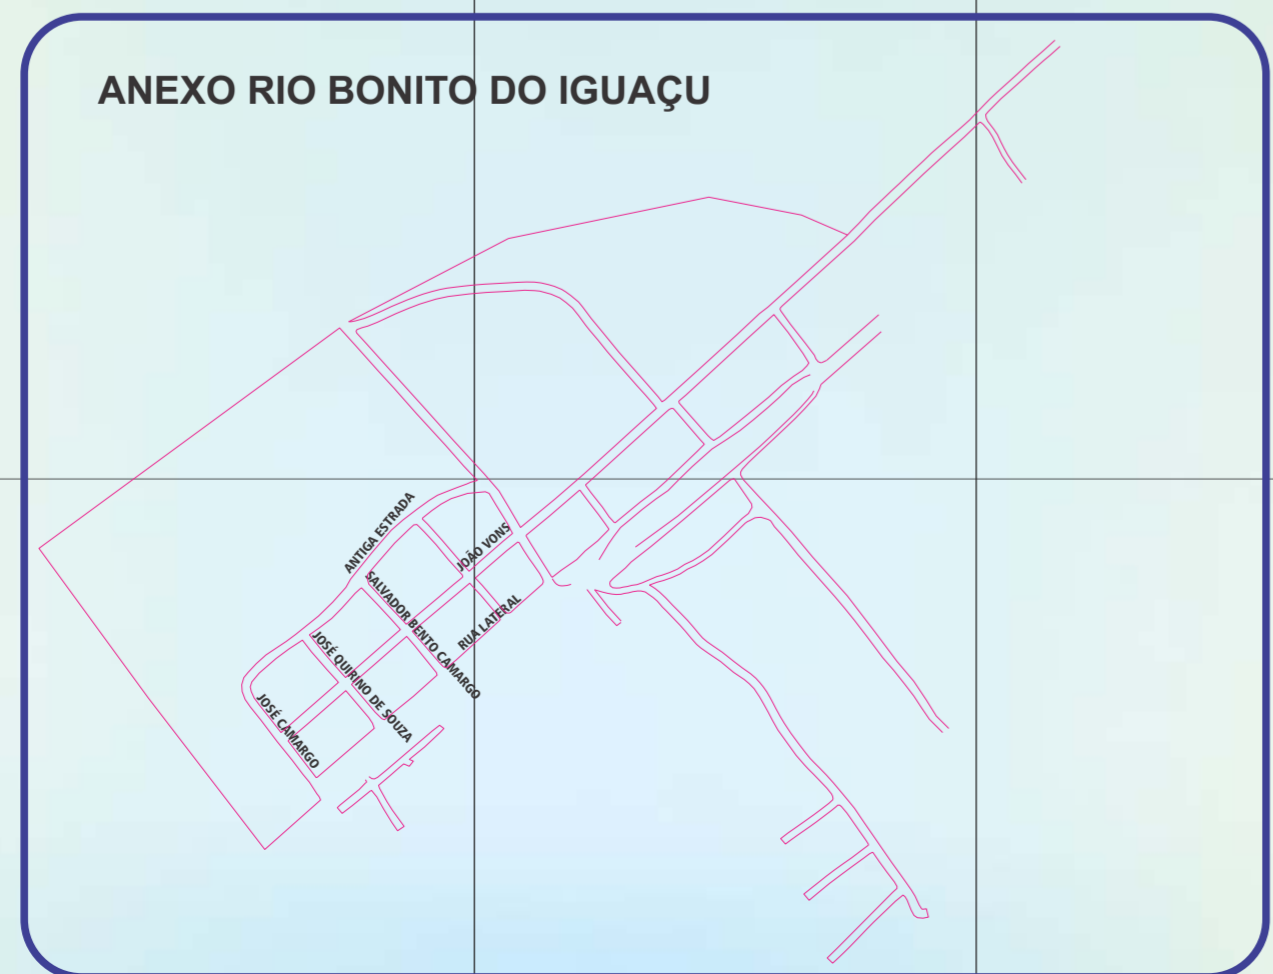 ANEXO RIO BONITO DO IGUAÇU
ANTIGA ESTRADA
JOÃO VONS
SALVADOR BENTO CAMARGO
RUA LATERAL
JOSÉ QUIRINO DE SOUZA
JOSÉ CAMARGO